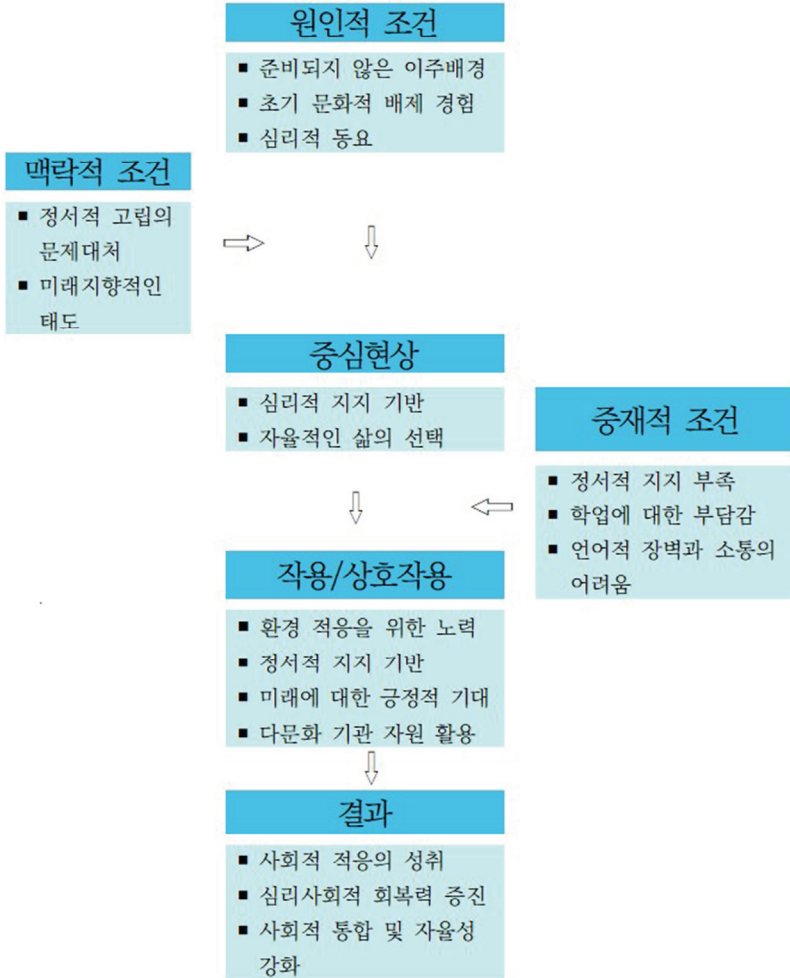 원인적 조건
▪ 준비되지 않은 이주배경
▪ 초기 문화적 배제 경험
▪ 심리적 동요
맥락적 조건
▪ 정서적 고립의
문제대처
▪ 미래지향적인
태도
중심현상
▪ 심리적 지지 기반
▪ 자율적인 삶의 선택
중재적 조건
▪ 정서적 지지 부족
▪ 학업에 대한 부담감
▪ 언어적 장벽과 소통의
어려움
작용/상호작용
▪ 환경 적응을 위한 노력
▪ 정서적 지지 기반
▪ 미래에 대한 긍정적 기대
▪ 다문화 기관 자원 활용
결과
▪ 사회적 적응의 성취
▪ 심리사회적 회복력 증진
▪ 사회적 통합 및 자율성
강화